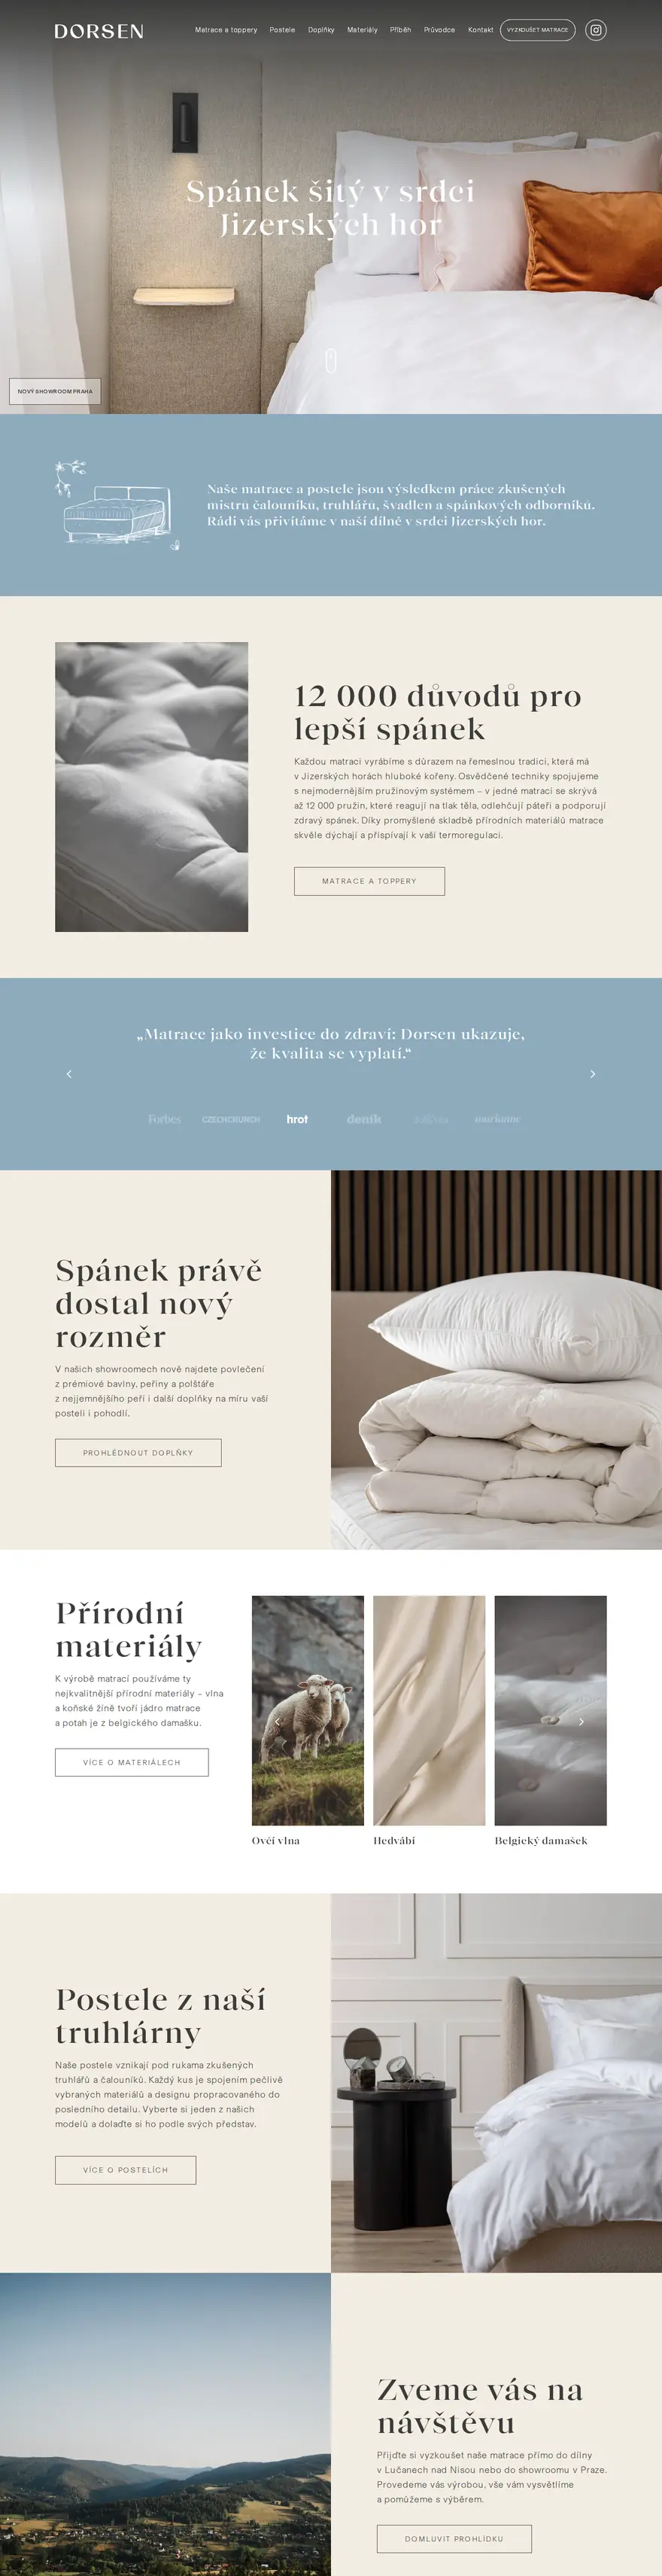 DORSEN
Matrace a toppery
Postele
Doplňky
Materiály
Příběh
Průvodce
Kontakt
VYZKOUŠET MATRACE
Spánek šitý v srdci
Jizerských hor
NOVÝ SHOWROOM PRAHA
Naše matrace a postele jsou výsledkem práce zkušených
mistrů čalouníků, truhlářů, švadlen a spánkových odborníků.
Rádi vás přivítáme v naší dílně v srdci Jizerských hor.
12 000 důvodů pro
lepší spánek
Každou matraci vyrábíme s důrazem na řemeslnou tradici, která má
v Jizerských horách hluboké kořeny. Osvědčené techniky spojujeme
s nejmodernějším pružinovým systémem – v jedné matraci se skrývá
až 12 000 pružin, které reagují na tlak těla, odlehčují páteři a podporují
zdravý spánek. Díky promyšlené skladbě přírodních materiálů matrace
skvěle dýchají a přispívají k vaší termoregulaci.
MATRACE A TOPPERY
„Matrace jako investice do zdraví: Dorsen ukazuje,
že kvalita se vyplatí.“
Forbes
CZECHCRUNCH
hrot
deník
marianne
Spánek právě
dostal nový
rozměr
V našich showroomech nově najdete povlečení
z prémiové bavlny, peřiny a polštáře
z nejjemnějšího peří i další doplňky na míru vaší
posteli i pohodlí.
PROHLÉDNOUT DOPLŇKY
Přírodní
materiály
K výrobě matrací používáme ty
nejkvalitnější přírodní materiály – vlna
a koňské žíně tvoří jádro matrace
a potah je z belgického damašku.
VÍCE O MATERIÁLECH
Ovčí vlna
Hedvábí
Belgický damašek
Postele z naší
truhlárny
Naše postele vznikají pod rukama zkušených
truhlářů a čalouníků. Každý kus je spojením pečlivě
vybraných materiálů a designu propracovaného do
posledního detailu. Vyberte si jeden z našich
modelů a dolaďte si ho podle svých představ.
VÍCE O POSTELÍCH
Zveme vás na
návštěvu
Přijďte si vyzkoušet naše matrace přímo do dílny
v Lučanech nad Nisou nebo do showroomu v Praze.
Provedeme vás výrobou, vše vám vysvětlíme
a pomůžeme s výběrem.
DOMLUVIT PROHLÍDKU